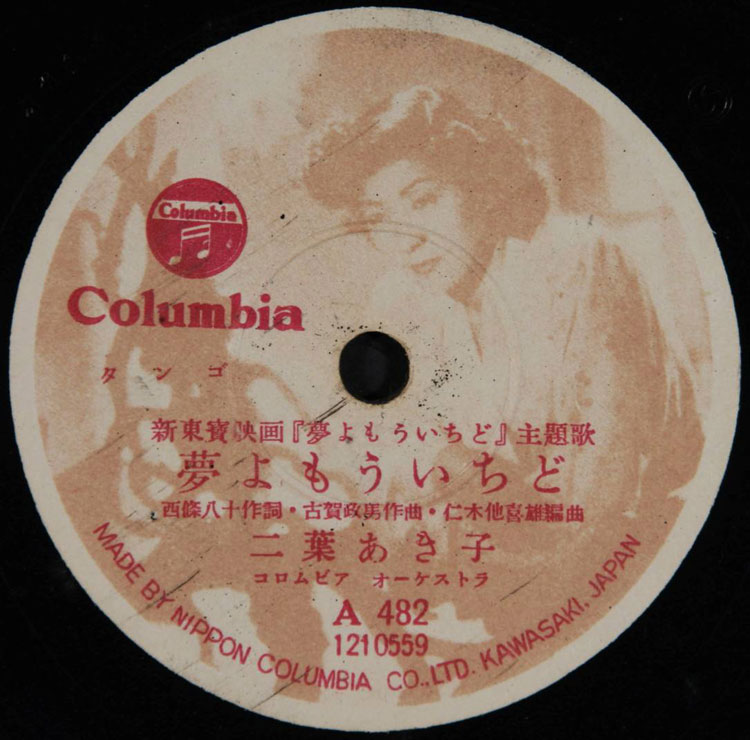 Columbia
Columbia
タンゴ
新東寶映画『夢よもういちど』主題歌
夢よもういちど
西條八十作詞・古賀政男作曲・仁木他喜雄編曲
二葉あき子
コロムビア オーケストラ
A 482
1210559
MADE BY NIPPON COLUMBIA CO., LTD. KAWASAKI, JAPAN